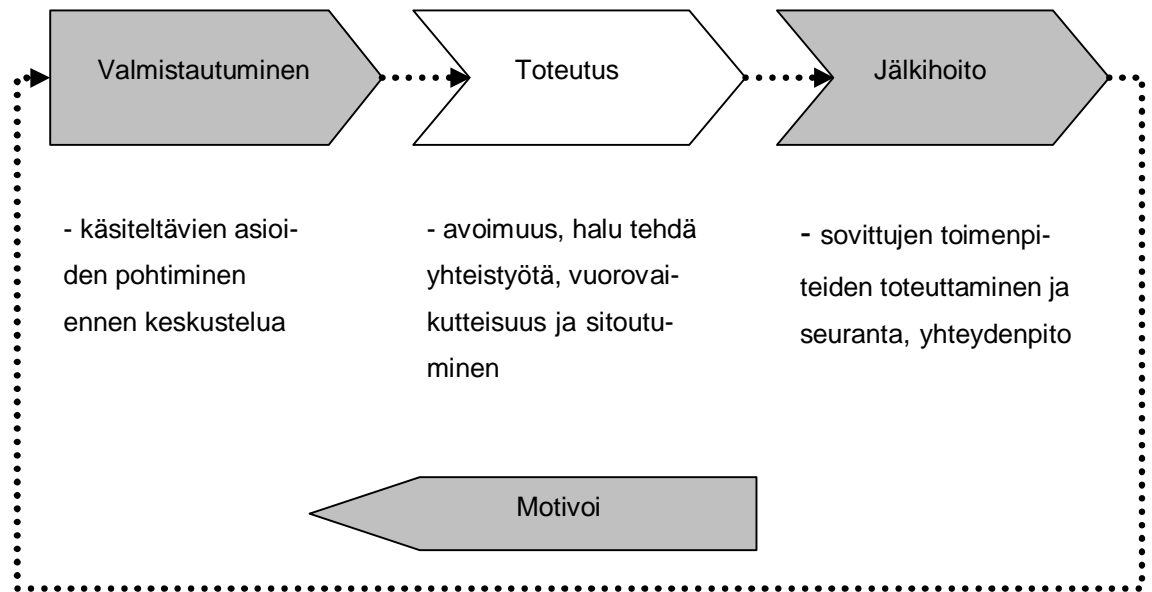 Valmistautuminen
Toteutus
Jälkihoito
- käsiteltävien asioi-
den pohtiminen
ennen keskustelua
- avoimuus, halu tehdä
yhteistyötä, vuorovai-
kutteisuus ja sitoutu-
minen
- sovittujen toimenpi-
teiden toteuttaminen ja
seuranta, yhteydenpito
Motivoi